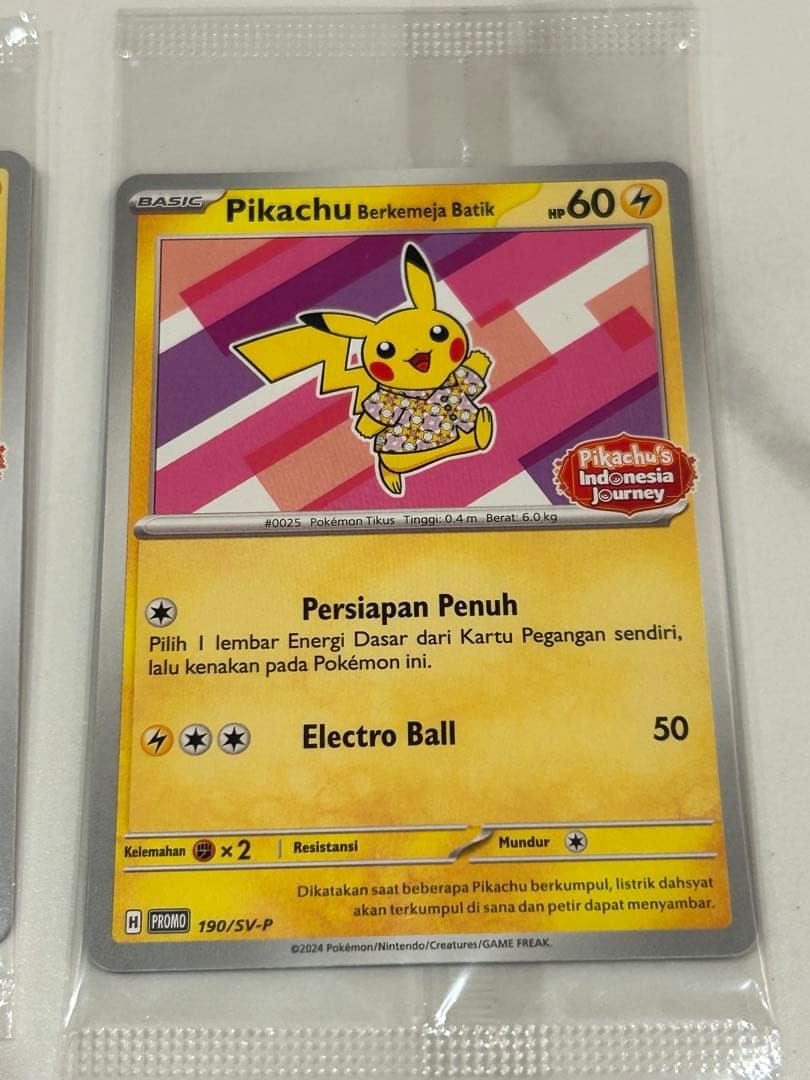 BASIC Pikachu Berkemeja Batik HP 60
Pikachu's
Indonesia
Journey
#0025 Pokémon Tikus Tinggi: 0.4 m Berat: 6.0 kg
Persiapan Penuh
Pilih 1 lembar Energi Dasar dari Kartu Pegangan sendiri,
lalu kenakan pada Pokémon ini.
Electro Ball 50
Kelemahan ×2 Resistansi Mundur
Dikatakan saat beberapa Pikachu berkumpul, listrik dahsyat
akan terkumpul di sana dan petir dapat menyambar.
H PROMO 190/SV-P
©2024 Pokémon/Nintendo/Creatures/GAME FREAK.